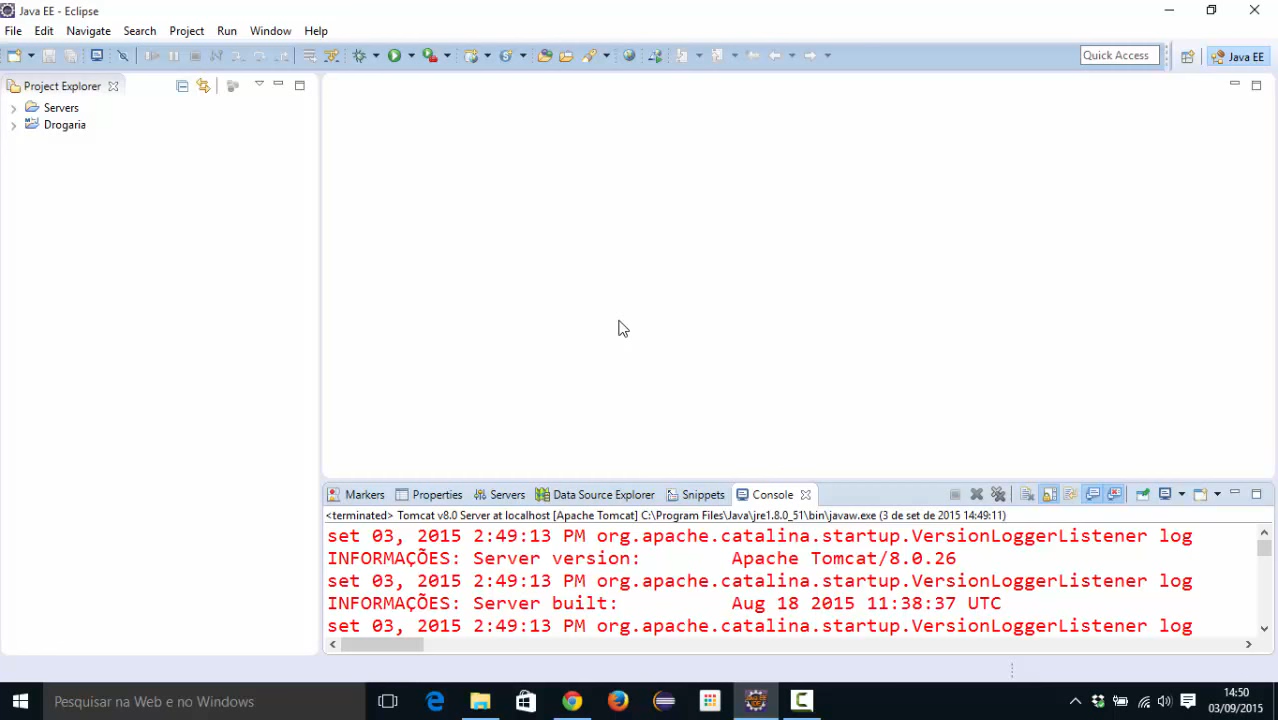 Java EE - Eclipse
File Edit Navigate Search Project Run Window Help
Quick Access
Java EE
Project Explorer
Servers
Drogaria
Markers Properties Servers Data Source Explorer Snippets Console
<terminated> Tomcat v8.0 Server at localhost [Apache Tomcat] C:\Program Files\Java\jre1.8.0_51\bin\javaw.exe (3 de set de 2015 14:49:11)
set 03, 2015 2:49:13 PM org.apache.catalina.startup.VersionLoggerListener log
INFORMAÇÕES: Server version: Apache Tomcat/8.0.26
set 03, 2015 2:49:13 PM org.apache.catalina.startup.VersionLoggerListener log
INFORMAÇÕES: Server built: Aug 18 2015 11:38:37 UTC
set 03, 2015 2:49:13 PM org.apache.catalina.startup.VersionLoggerListener log
Pesquisar na Web e no Windows
14:50
03/09/2015